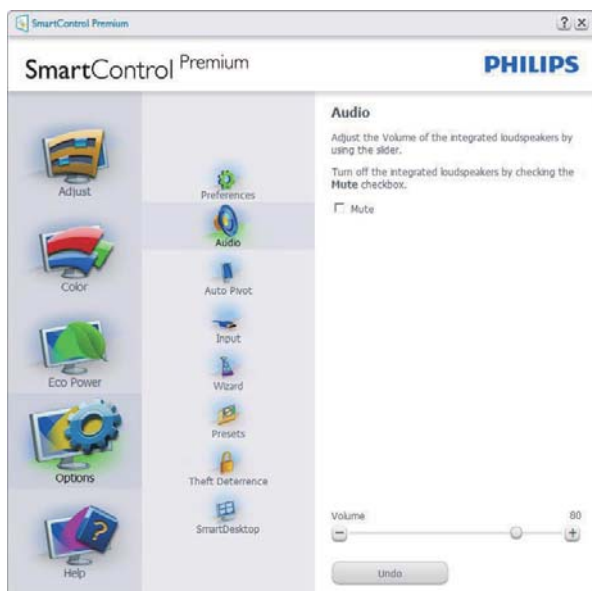 SmartControl Premium
SmartControl Premium
PHILIPS
Adjust
Color
Eco Power
Options
Help
Preferences
Audio
Auto Pivot
Input
Wizard
Presets
Theft Deterrence
SmartDesktop
Audio
Adjust the Volume of the integrated loudspeakers by
using the slider.
Turn off the integrated loudspeakers by checking the
Mute checkbox.
Mute
Volume 80
Undo